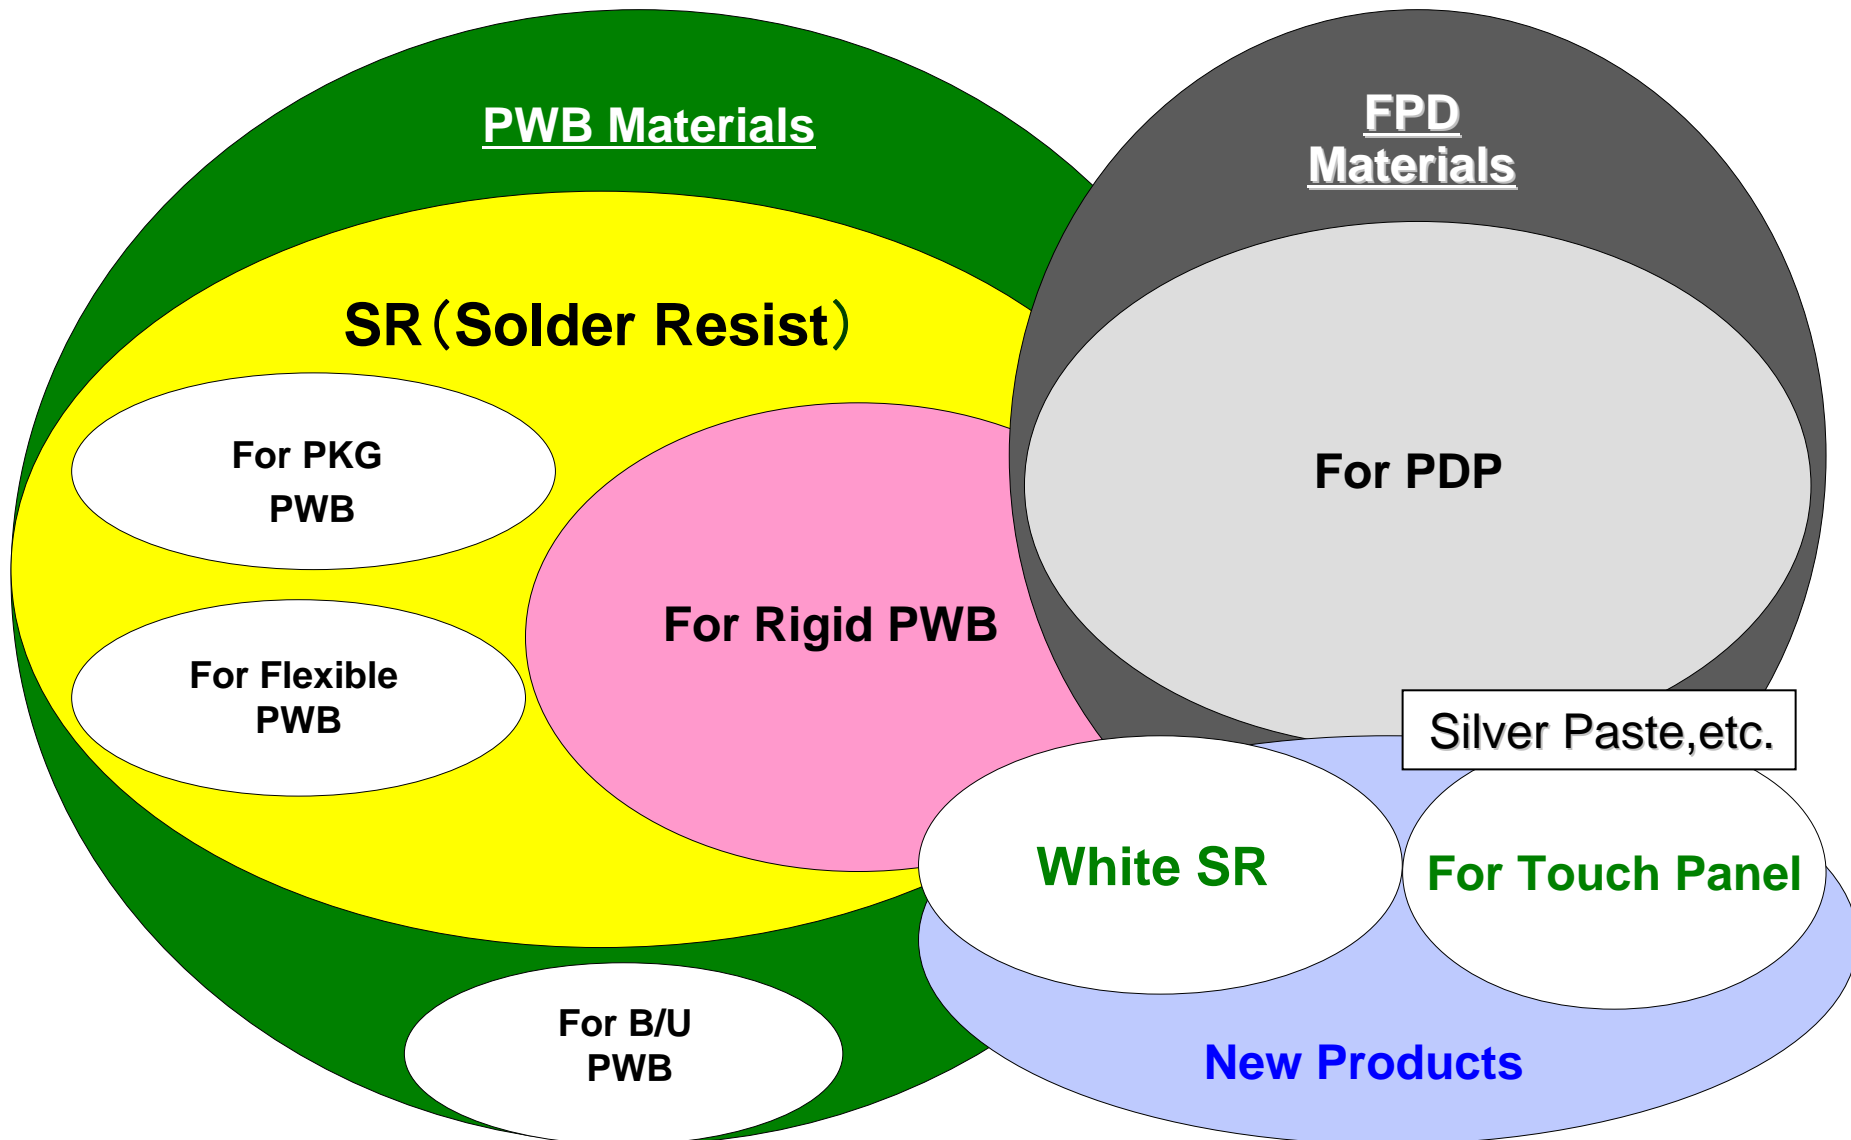 PWB Materials
FPD
Materials
SR（Solder Resist）
For PKG
PWB
For PDP
For Rigid PWB
For Flexible
PWB
Silver Paste,etc.
White SR
For Touch Panel
For B/U
PWB
New Products